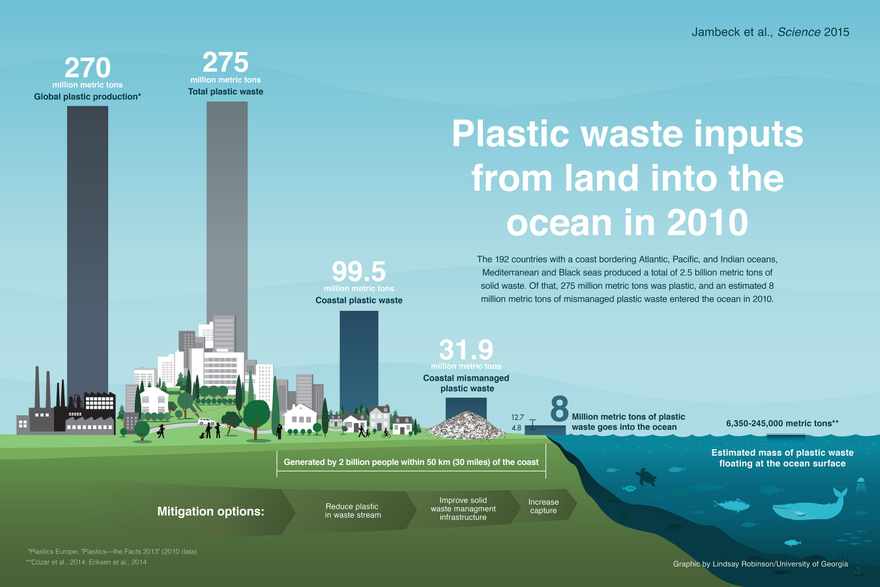 Jambeck et al., Science 2015
270
million metric tons
Global plastic production*
275
million metric tons
Total plastic waste
Plastic waste inputs
from land into the
ocean in 2010
The 192 countries with a coast bordering Atlantic, Pacific, and Indian oceans,
Mediterranean and Black seas produced a total of 2.5 billion metric tons of
solid waste. Of that, 275 million metric tons was plastic, and an estimated 8
million metric tons of mismanaged plastic waste entered the ocean in 2010.
99.5
million metric tons
Coastal plastic waste
31.9
million metric tons
Coastal mismanaged
plastic waste
12.7
4.8
8
Million metric tons of plastic
waste goes into the ocean
6,350-245,000 metric tons**
Estimated mass of plastic waste
floating at the ocean surface
Generated by 2 billion people within 50 km (30 miles) of the coast
Mitigation options:
Reduce plastic
in waste stream
Improve solid
waste managment
infrastructure
Increase
capture
*Plastics Europe, "Plastics—the Facts 2013" (2010 data)
**Cózar et al., 2014; Eriksen et al., 2014
Graphic by Lindsay Robinson/University of Georgia